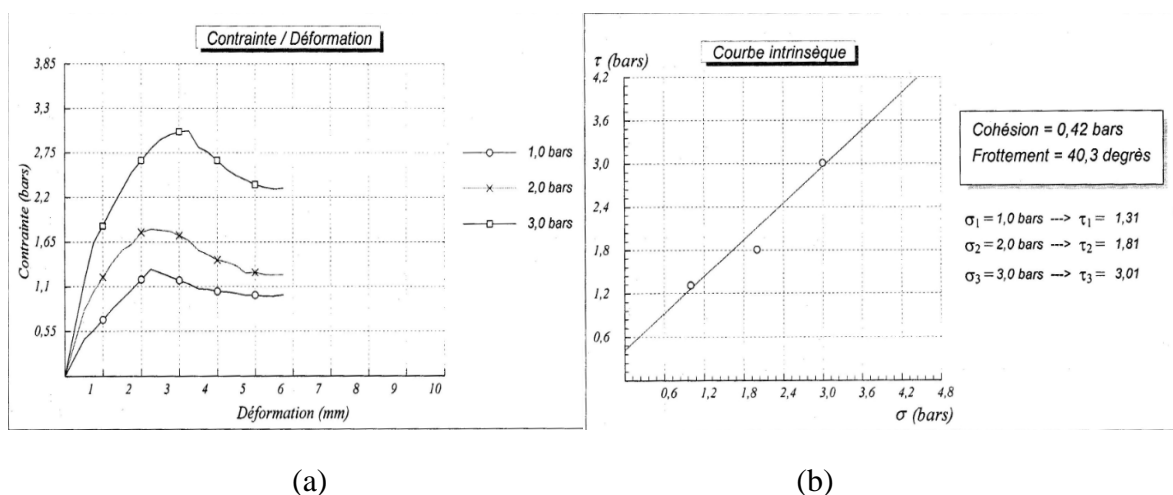 Contrainte / Déformation
Contrainte (bars)
3,85
3,3
2,75
2,2
1,65
1,1
0,55
1 2 3 4 5 6 7 8 9 10
Déformation (mm)
1,0 bars
2,0 bars
3,0 bars
(a)
Courbe intrinsèque
τ (bars)
4,2
3,6
3,0
2,4
1,8
1,2
0,6
0,6 1,2 1,8 2,4 3,0 3,6 4,2 4,8
σ (bars)
Cohésion = 0,42 bars
Frottement = 40,3 degrès
σ1 = 1,0 bars ---> τ1 = 1,31
σ2 = 2,0 bars ---> τ2 = 1,81
σ3 = 3,0 bars ---> τ3 = 3,01
(b)